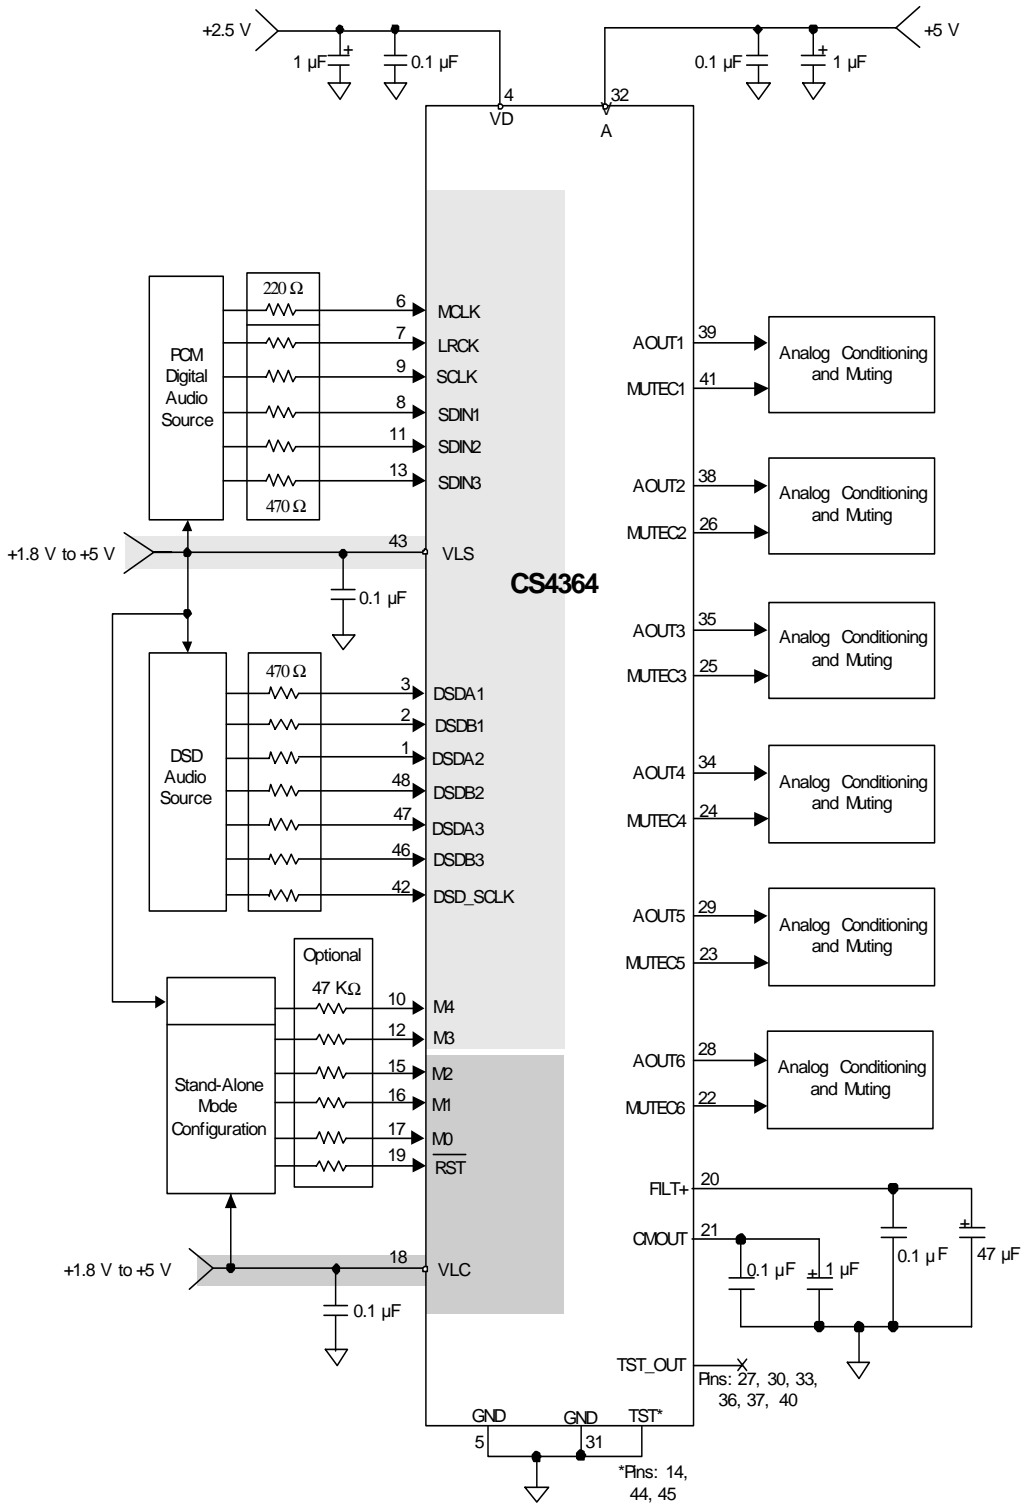 +2.5 V
+5 V
1 µF
+
0.1 µF
0.1 µF
+
1 µF
4
32
VD
V
A
PCM
Digital
Audio
Source
220 Ω
470 Ω
6
MCLK
7
LRCK
9
SCLK
8
SDIN1
11
SDIN2
13
SDIN3
+1.8 V to +5 V
43
VLS
0.1 µF
CS4364
DSD
Audio
Source
470 Ω
3
DSDA1
2
DSDB1
1
DSDA2
48
DSDB2
47
DSDA3
46
DSDB3
42
DSD_SCLK
Optional
47 KΩ
Stand-Alone
Mode
Configuration
10
M4
12
M3
15
M2
16
M1
17
M0
19
RST
+1.8 V to +5 V
18
VLC
0.1 µF
AOUT1
39
MUTEC1
41
Analog Conditioning
and Muting
AOUT2
38
MUTEC2
26
Analog Conditioning
and Muting
AOUT3
35
MUTEC3
25
Analog Conditioning
and Muting
AOUT4
34
MUTEC4
24
Analog Conditioning
and Muting
AOUT5
29
MUTEC5
23
Analog Conditioning
and Muting
AOUT6
28
MUTEC6
22
Analog Conditioning
and Muting
FILT+
20
CMOUT
21
0.1 µF
+
1 µF
0.1 µF
+
47 µF
TST_OUT
Pins: 27, 30, 33,
36, 37, 40
GND
5
GND
31
TST*
*Pins: 14,
44, 45